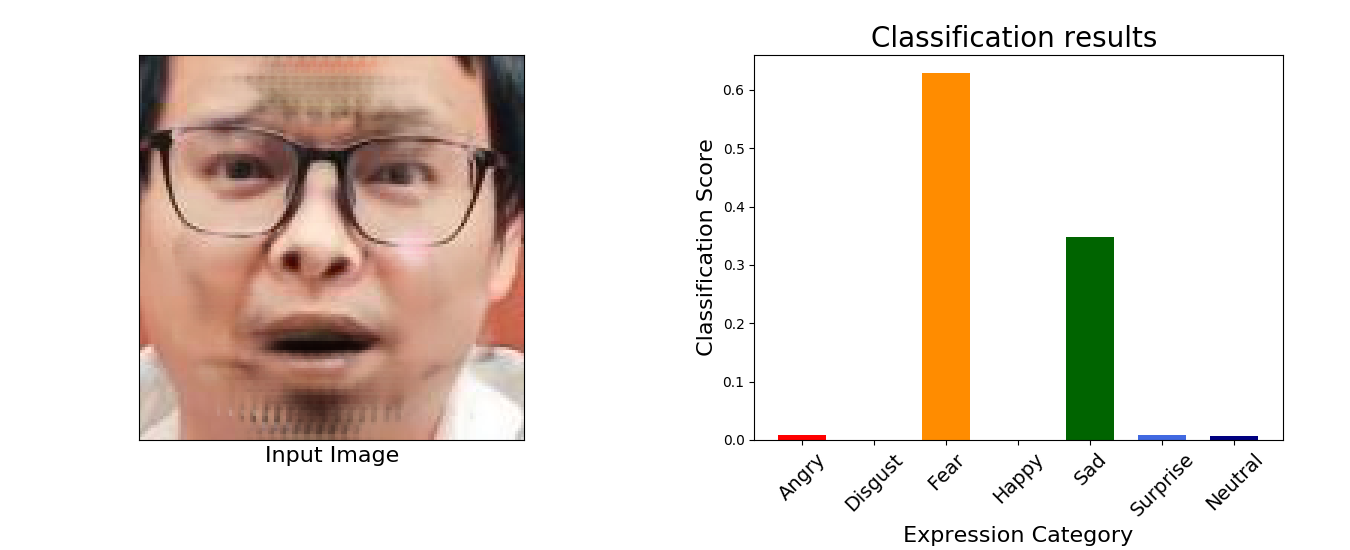 Classification results
Classification Score
0.6
0.5
0.4
0.3
0.2
0.1
0.0
Angry
Disgust
Fear
Happy
Sad
Surprise
Neutral
Expression Category
Input Image